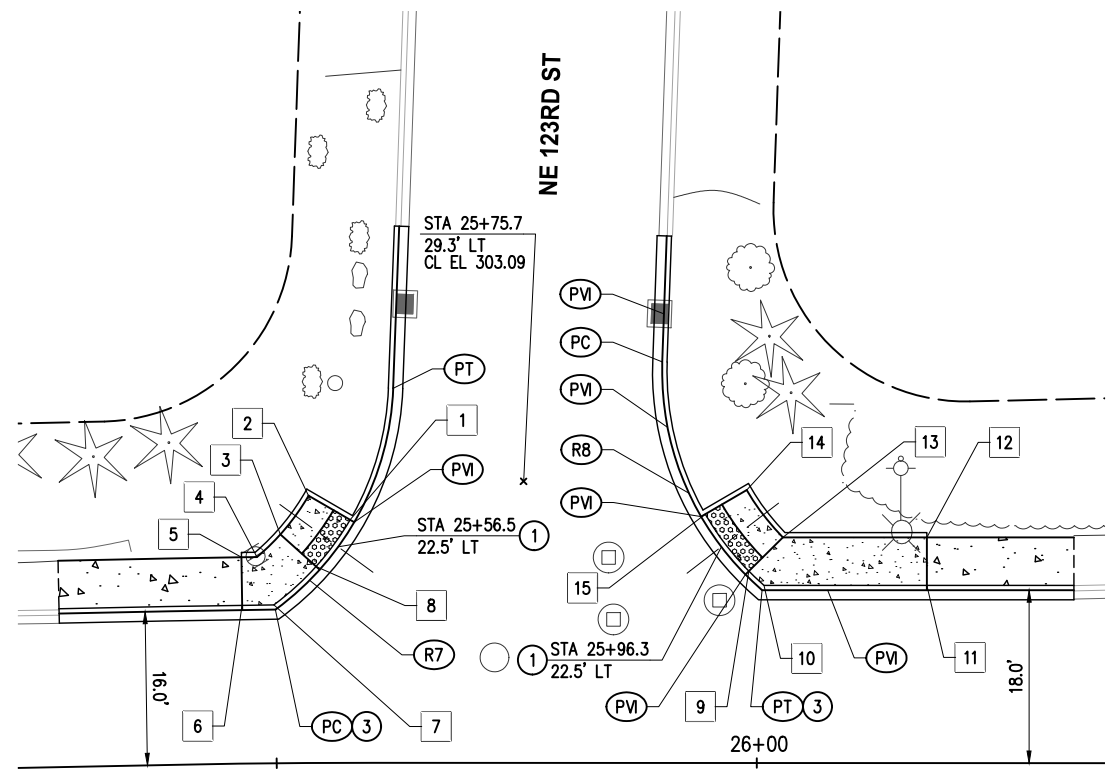 NE 123RD ST
STA 25+75.7
29.3' LT
CL EL 303.09
PVI
PC
PT
PVI
1
2
14
13
12
3
R8
4
PVI
PVI
5
STA 25+56.5
22.5' LT
1
15
8
R7
1
STA 25+96.3
22.5' LT
10
PVI
11
16.0'
18.0'
6
PC
3
7
PVI
9
PT
3
26+00